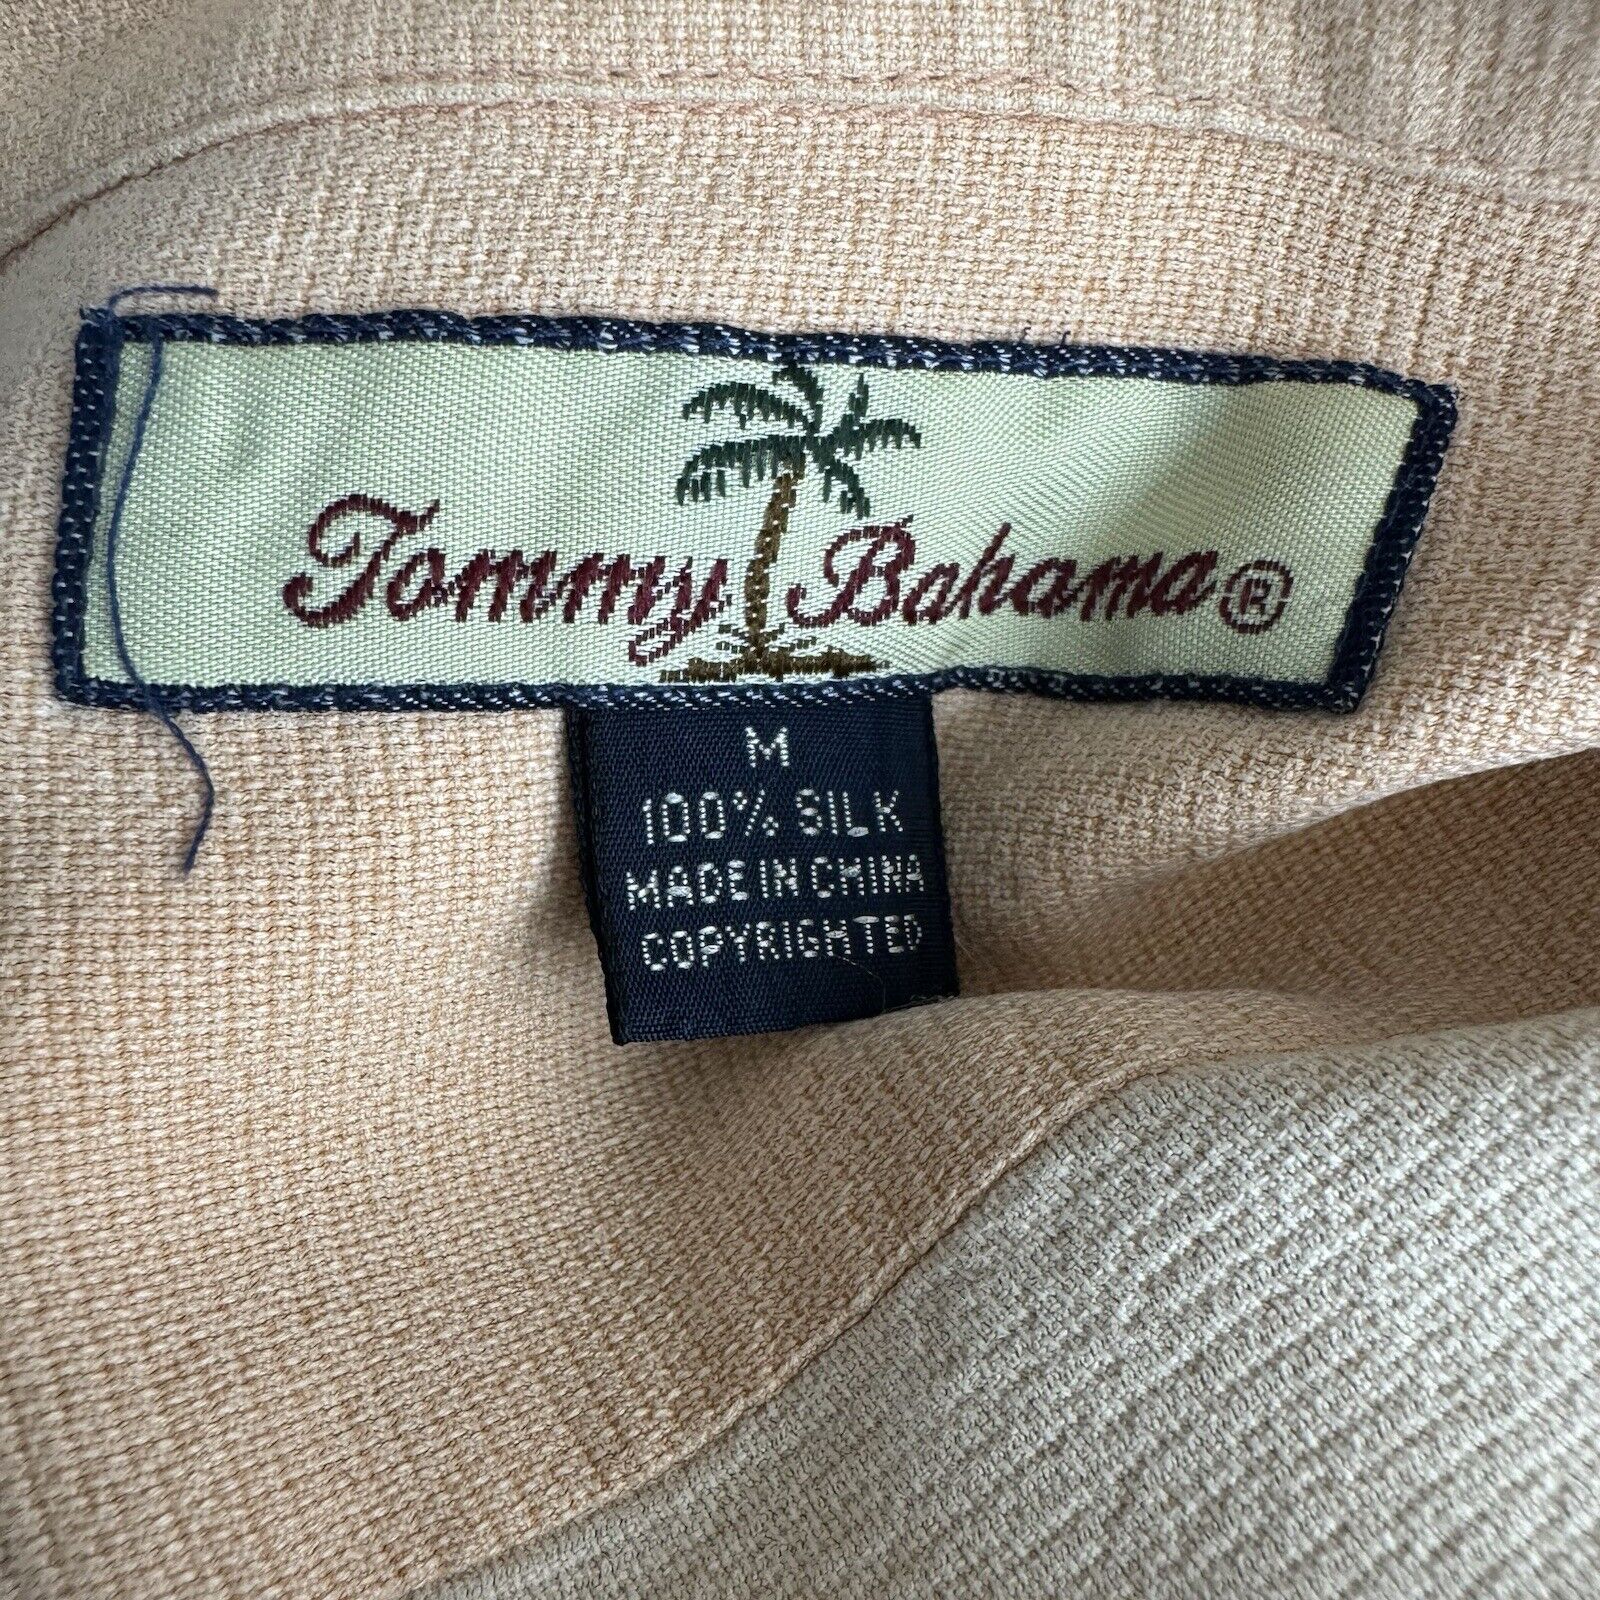 Tommy Bahama®
M
100% SILK
MADE IN CHINA
COPYRIGHTED